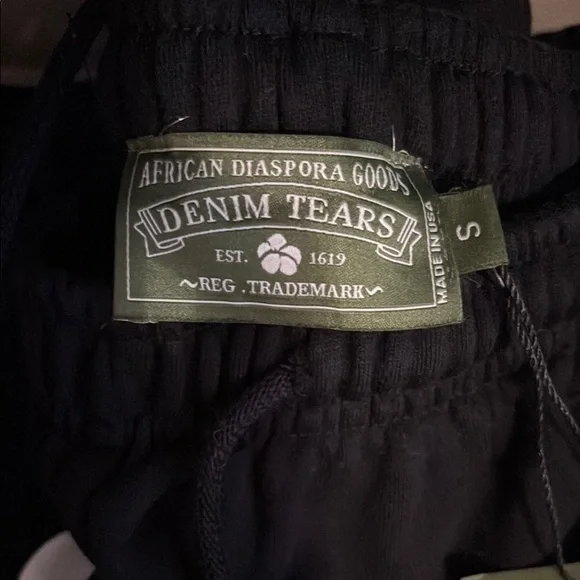 AFRICAN DIASPORA GOODS
DENIM TEARS
EST. 1619
~REG .TRADEMARK~
MADE IN USA
S